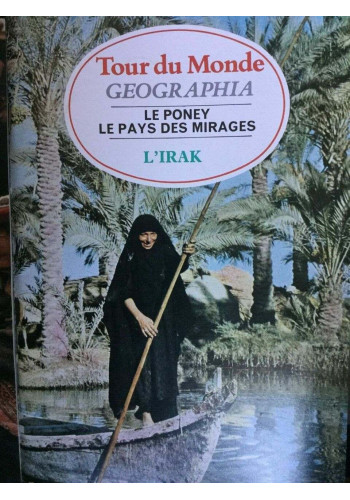 Tour du Monde
GEOGRAPHIA
LE PONEY
LE PAYS DES MIRAGES
L'IRAK